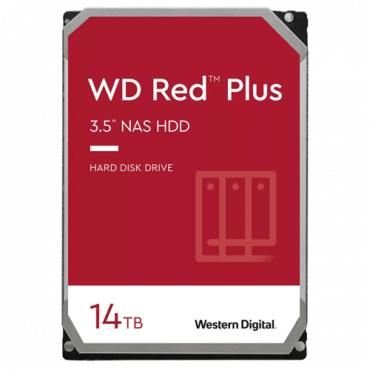 WD Red™ Plus
3.5" NAS HDD
HARD DISK DRIVE
14TB
Western Digital.